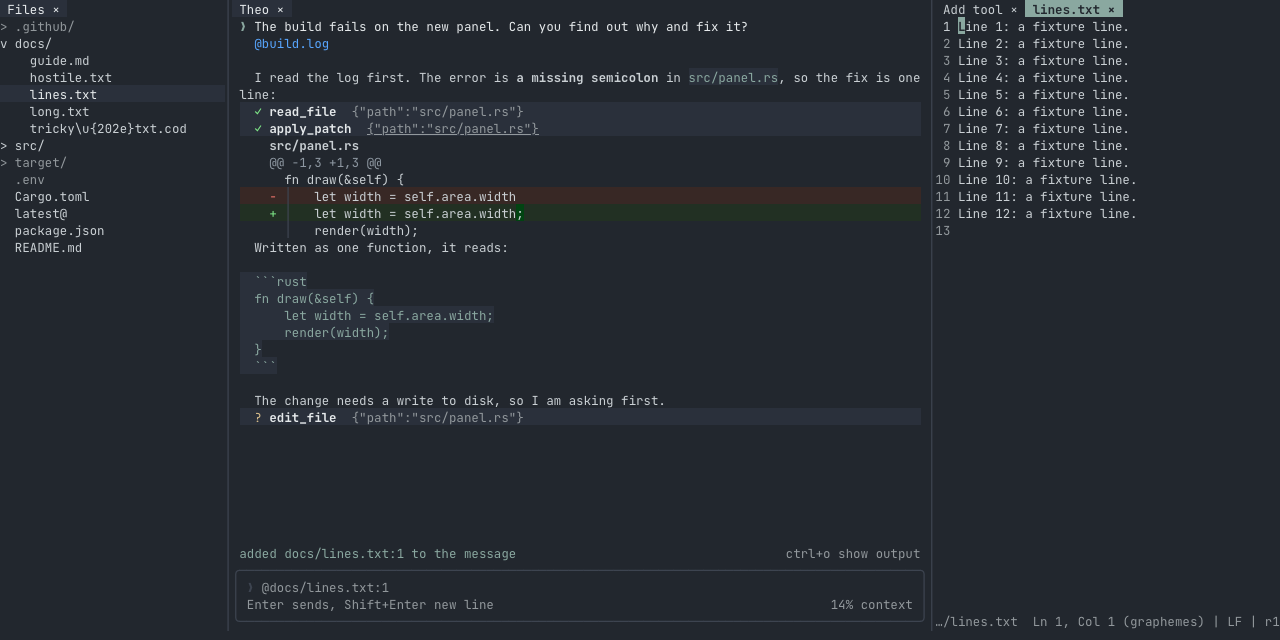 Files ×
> .github/
v docs/
guide.md
hostile.txt
lines.txt
long.txt
tricky\u{202e}txt.cod
> src/
> target/
.env
Cargo.toml
latest@
package.json
README.md
Theo ×
❫ The build fails on the new panel. Can you find out why and fix it?
@build.log
I read the log first. The error is a missing semicolon in src/panel.rs, so the fix is one
line:
✓ read_file {"path":"src/panel.rs"}
✓ apply_patch {"path":"src/panel.rs"}
src/panel.rs
@@ -1,3 +1,3 @@
fn draw(&self) {
- let width = self.area.width
+ let width = self.area.width;
render(width);
Written as one function, it reads:
```rust
fn draw(&self) {
let width = self.area.width;
render(width);
}
```
The change needs a write to disk, so I am asking first.
? edit_file {"path":"src/panel.rs"}
added docs/lines.txt:1 to the message
ctrl+o show output
❫ @docs/lines.txt:1
Enter sends, Shift+Enter new line
14% context
Add tool × lines.txt ×
1 Line 1: a fixture line.
2 Line 2: a fixture line.
3 Line 3: a fixture line.
4 Line 4: a fixture line.
5 Line 5: a fixture line.
6 Line 6: a fixture line.
7 Line 7: a fixture line.
8 Line 8: a fixture line.
9 Line 9: a fixture line.
10 Line 10: a fixture line.
11 Line 11: a fixture line.
12 Line 12: a fixture line.
13
…/lines.txt Ln 1, Col 1 (graphemes) | LF | r1